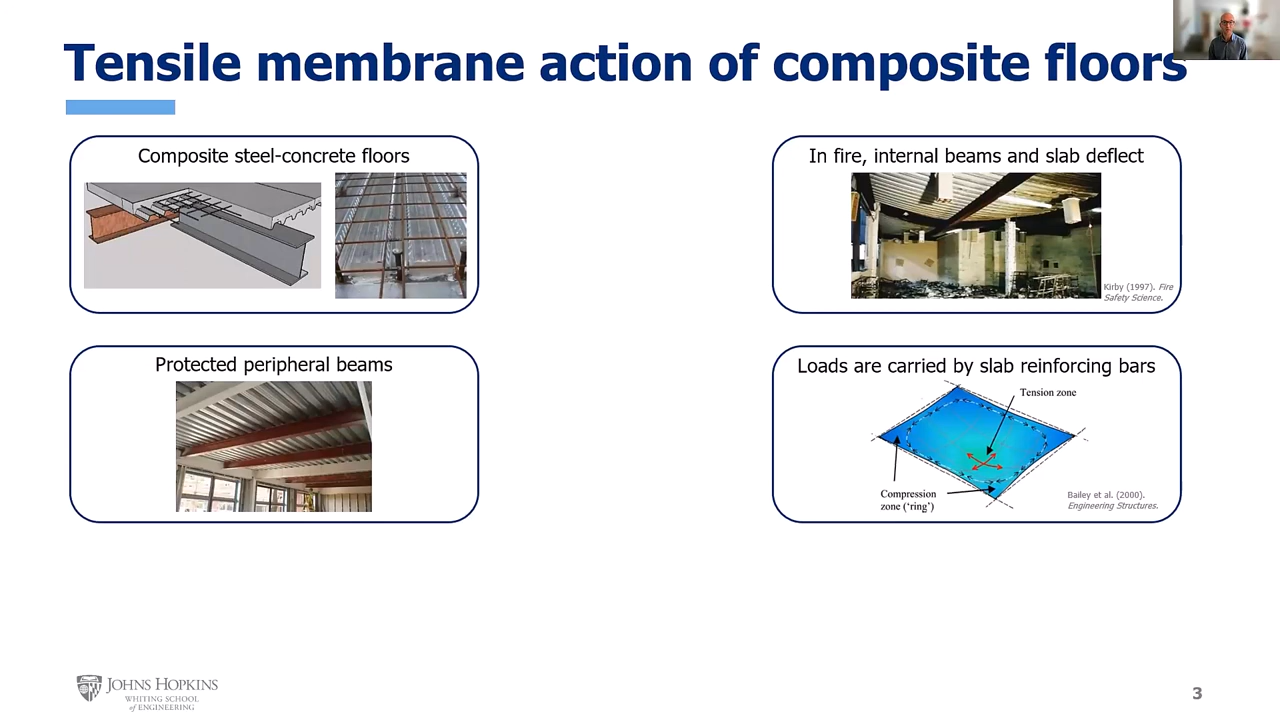 Tensile membrane action of composite floors
Composite steel-concrete floors
In fire, internal beams and slab deflect
Kirby (1997). Fire
Safety Science.
Protected peripheral beams
Loads are carried by slab reinforcing bars
Tension zone
Compression
zone (‘ring’)
Bailey et al. (2000).
Engineering Structures.
JOHNS HOPKINS
WHITING SCHOOL
of ENGINEERING
3